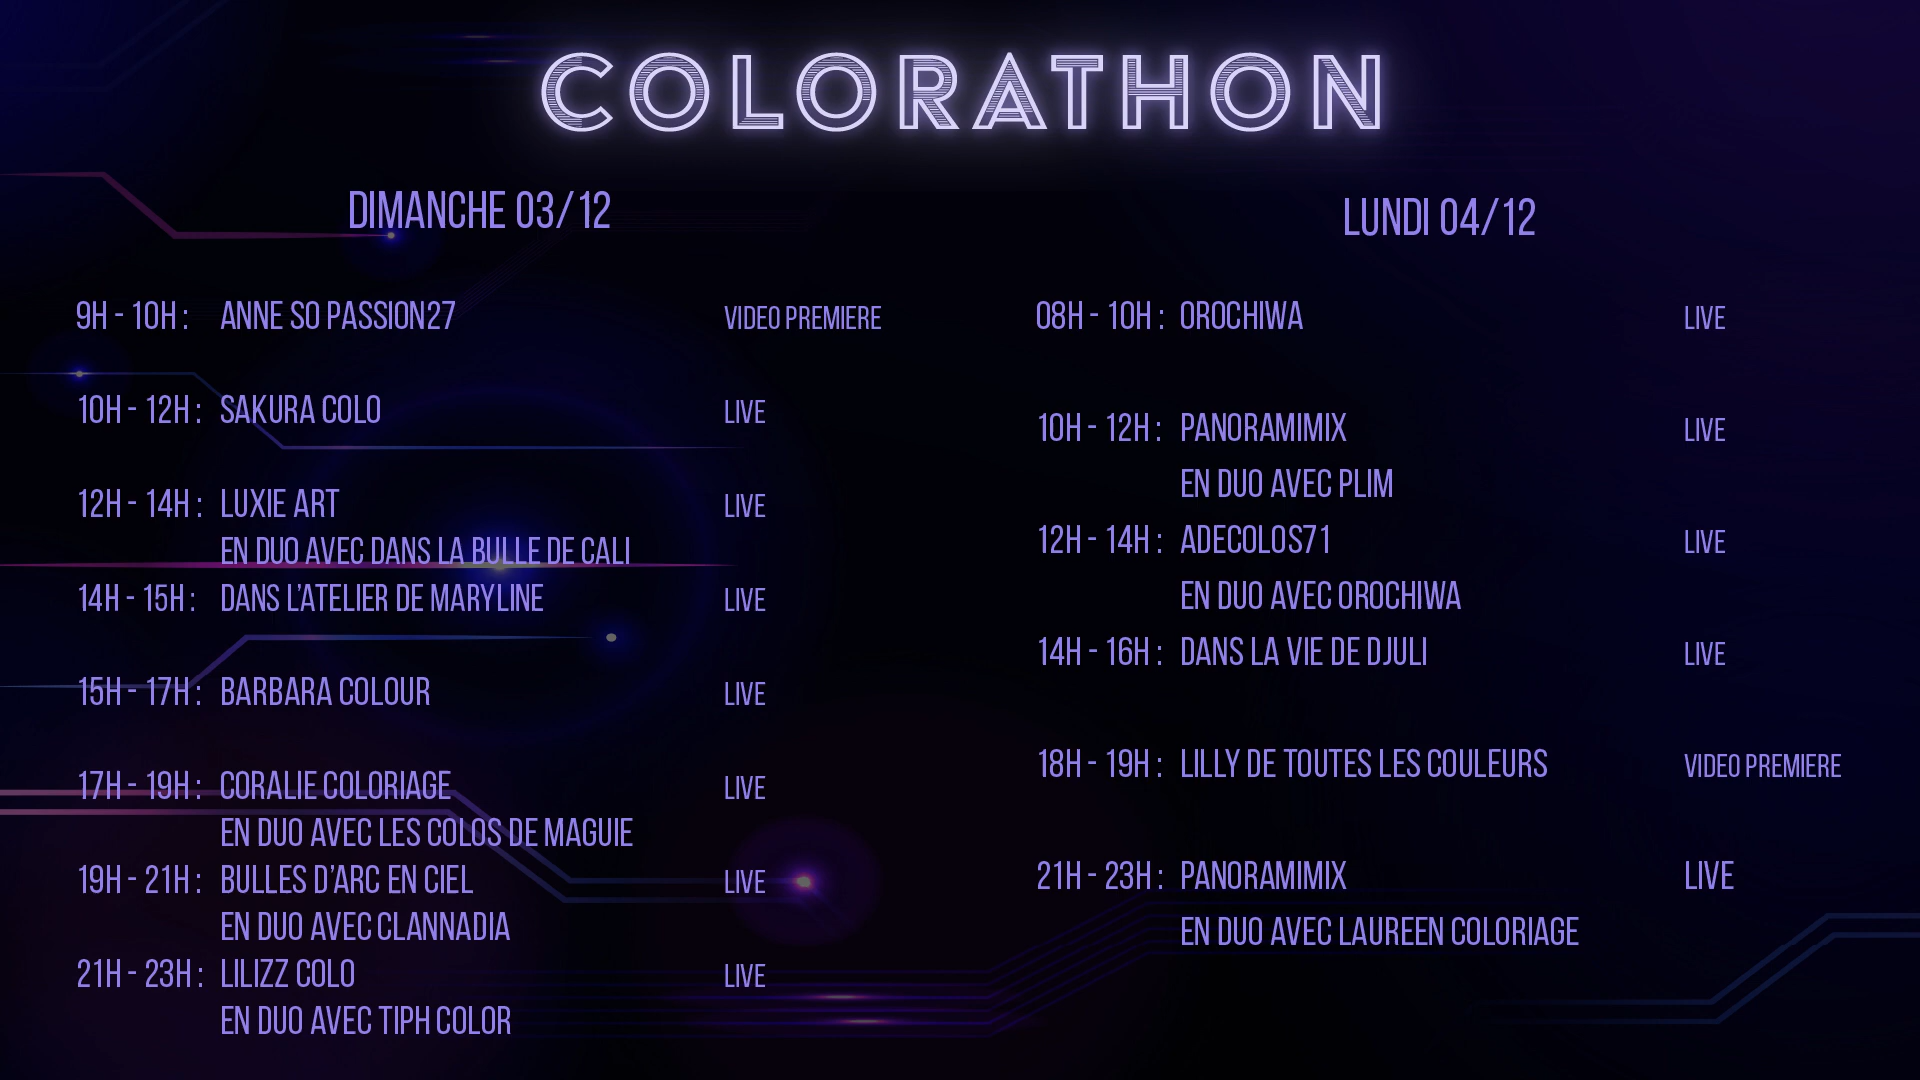 COLORATHON
DIMANCHE 03/12
9H - 10H : ANNE SO PASSION27 VIDEO PREMIERE
10H - 12H : SAKURA COLO LIVE
12H - 14H : LUXIE ART LIVE
EN DUO AVEC DANS LA BULLE DE CALI
14H - 15H : DANS L'ATELIER DE MARYLINE LIVE
15H - 17H : BARBARA COLOUR LIVE
17H - 19H : CORALIE COLORIAGE LIVE
EN DUO AVEC LES COLOS DE MAGUIE
19H - 21H : BULLES D'ARC EN CIEL LIVE
EN DUO AVEC CLANNADIA
21H - 23H : LILIZZ COLO LIVE
EN DUO AVEC TIPH COLOR
LUNDI 04/12
08H - 10H : OROCHIWA LIVE
10H - 12H : PANORAMIMIX LIVE
EN DUO AVEC PLIM
12H - 14H : ADECOLOS71 LIVE
EN DUO AVEC OROCHIWA
14H - 16H : DANS LA VIE DE DJULI LIVE
18H - 19H : LILLY DE TOUTES LES COULEURS VIDEO PREMIERE
21H - 23H : PANORAMIMIX LIVE
EN DUO AVEC LAUREEN COLORIAGE